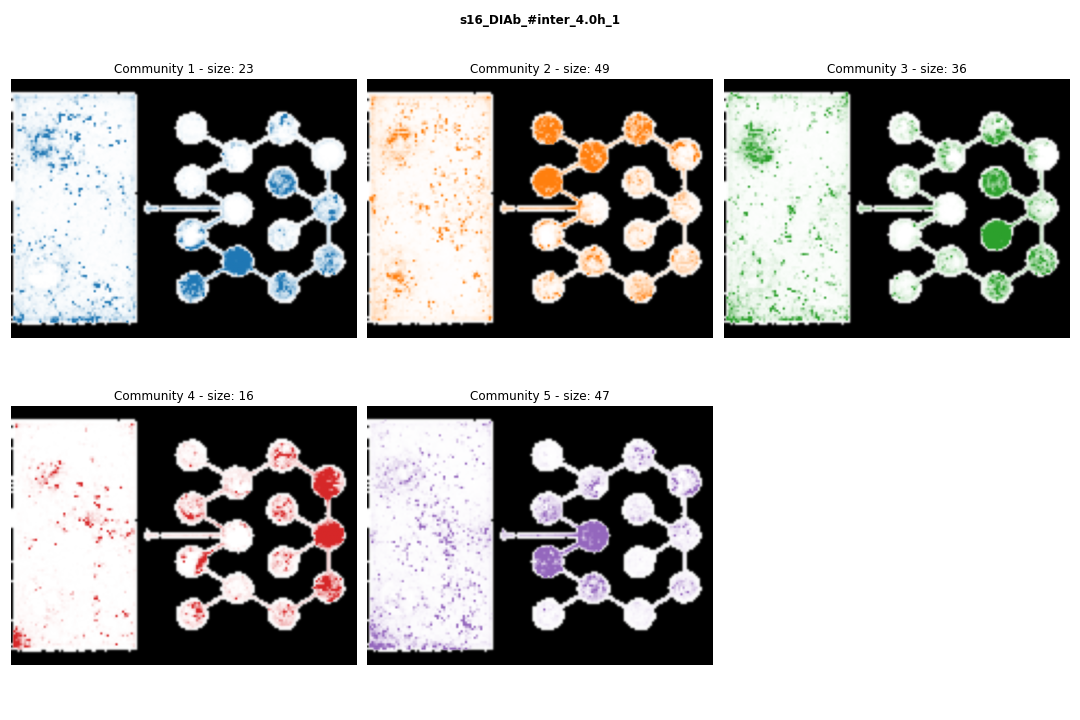 s16_DIAb_#inter_4.0h_1
Community 1 - size: 23
Community 2 - size: 49
Community 3 - size: 36
Community 4 - size: 16
Community 5 - size: 47